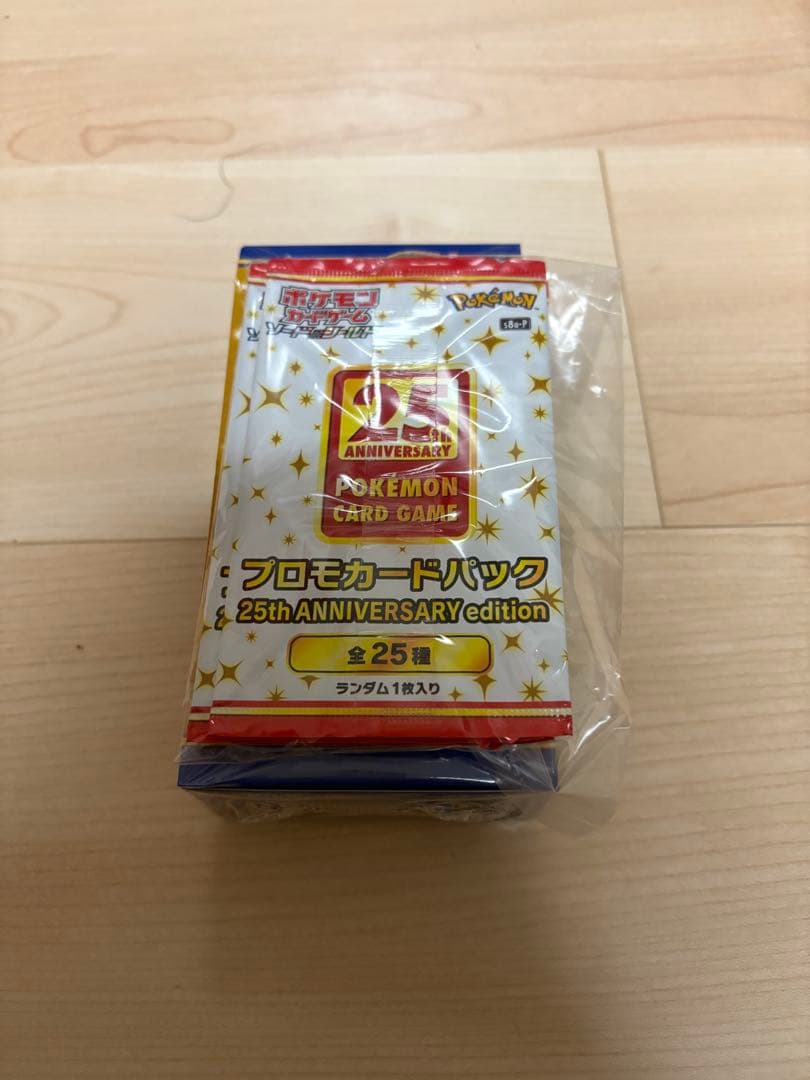 ポケモン
カードゲーム
ソード&シールド
POKÉMON
s8a-P
25th
ANNIVERSARY
POKÉMON
CARD GAME
プロモカードパック
25th ANNIVERSARY edition
全25種
ランダム1枚入り